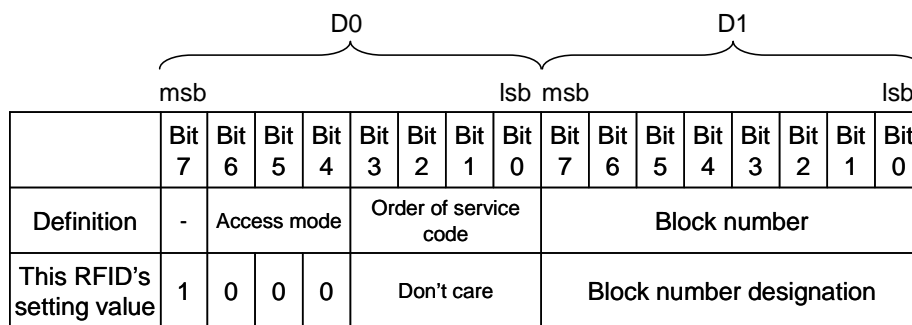 D0 D1
msb lsb msb lsb
Bit 7 Bit 6 Bit 5 Bit 4 Bit 3 Bit 2 Bit 1 Bit 0 Bit 7 Bit 6 Bit 5 Bit 4 Bit 3 Bit 2 Bit 1 Bit 0
Definition - Access mode Order of service code Block number
This RFID's setting value 1 0 0 0 Don't care Block number designation